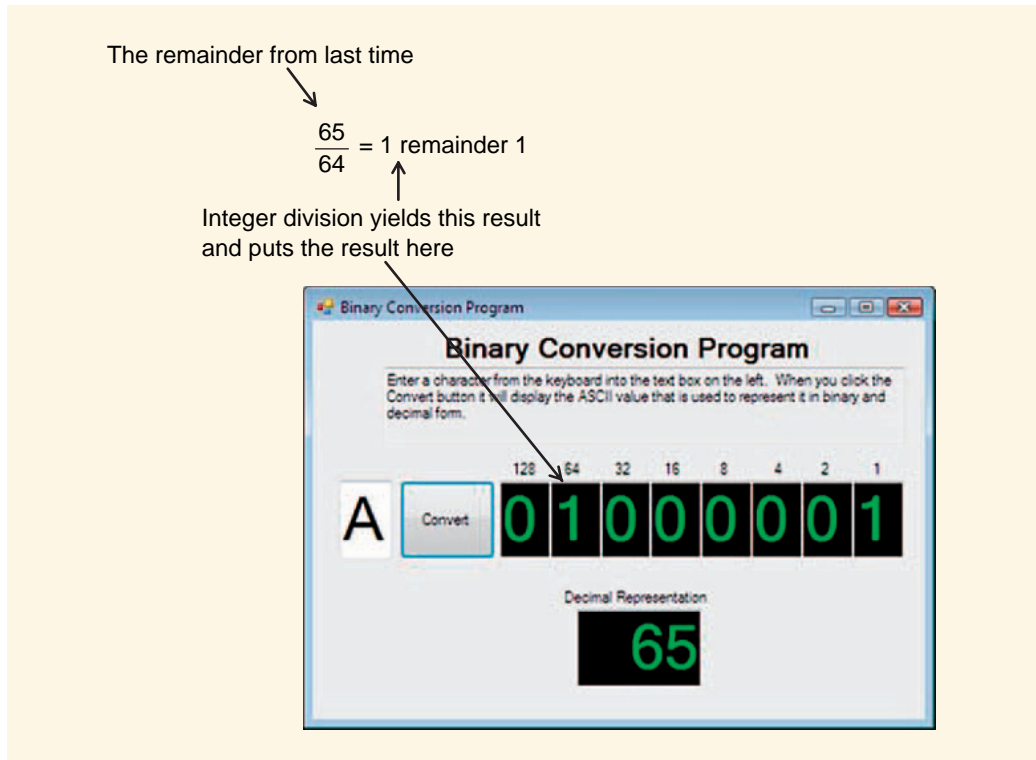 The remainder from last time
65
64
= 1 remainder 1
Integer division yields this result
and puts the result here
Binary Conversion Program
Binary Conversion Program
Enter a character from the keyboard into the text box on the left. When you click the
Convert button it will display the ASCII value that is used to represent it in binary and
decimal form.
128 64 32 16 8 4 2 1
A Convert 0 1 0 0 0 0 0 1
Decimal Representation
65